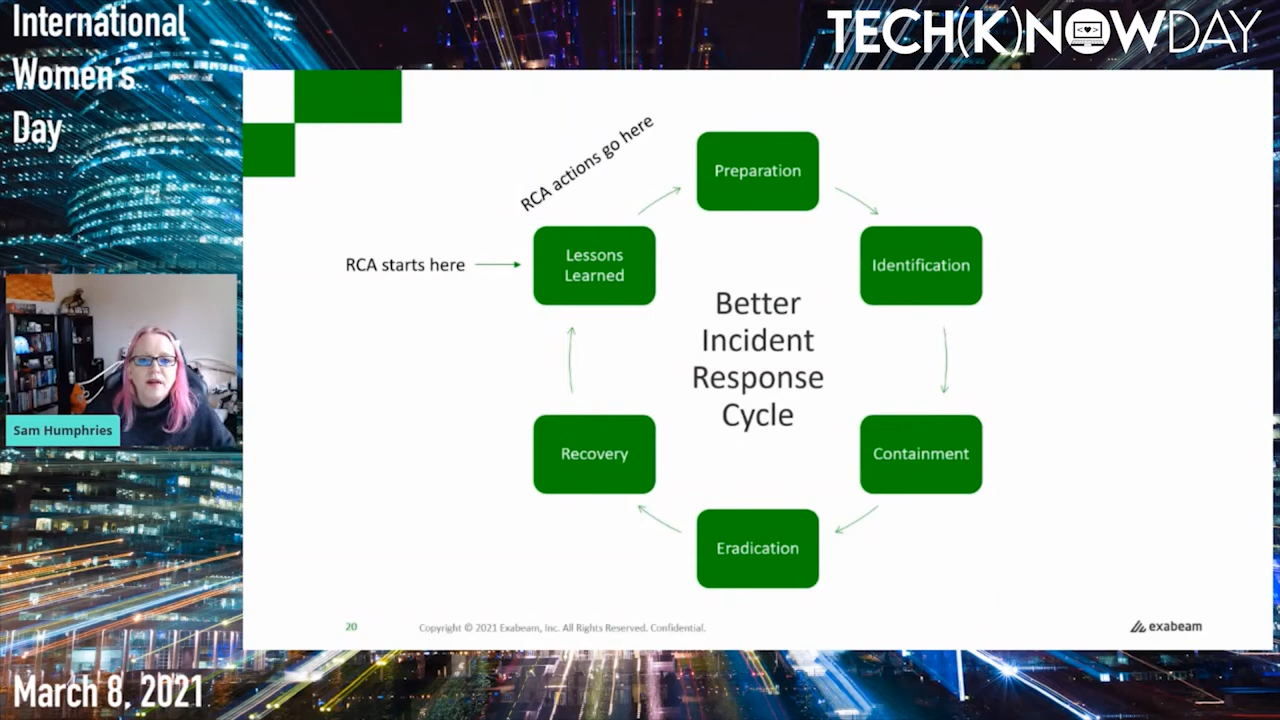 International
Women's
Day
TECH(K)NOWDAY
RCA actions go here
Preparation
RCA starts here
Lessons
Learned
Identification
Better
Incident
Response
Cycle
Recovery
Containment
Eradication
Sam Humphries
20
Copyright © 2021 Exabeam, Inc. All Rights Reserved. Confidential.
exabeam
March 8, 2021